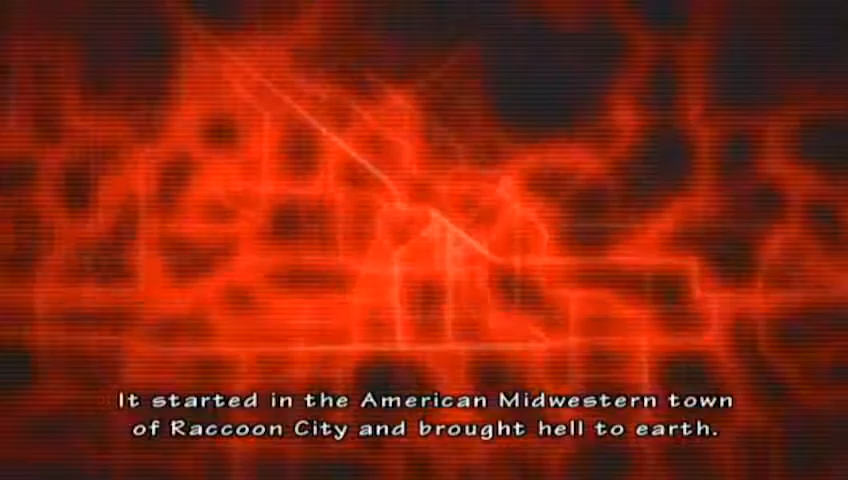 It started in the American Midwestern town
of Raccoon City and brought hell to earth.